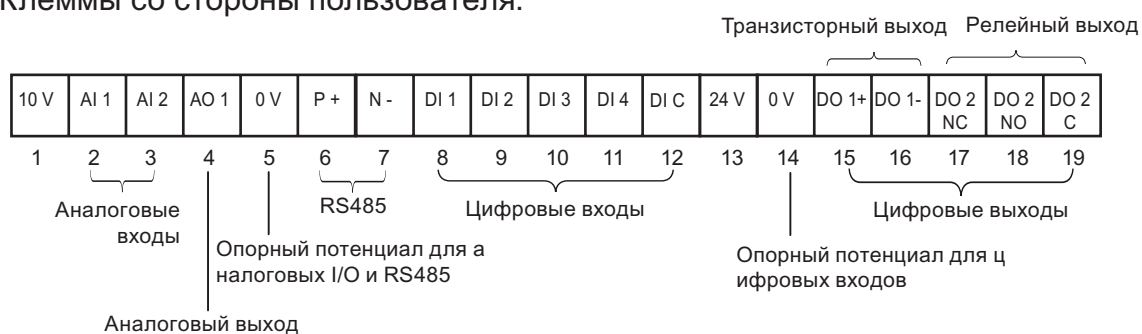 Клеммы со стороны пользователя:
Транзисторный выход Релейный выход
10 V AI 1 AI 2 AO 1 0 V P + N - DI 1 DI 2 DI 3 DI 4 DI C 24 V 0 V DO 1+ DO 1- DO 2 NC DO 2 NO DO 2 C
1 2 3 4 5 6 7 8 9 10 11 12 13 14 15 16 17 18 19
Аналоговые
входы
RS485
Цифровые входы
Цифровые выходы
Опорный потенциал для а
налоговых I/O и RS485
Опорный потенциал для ц
ифровых входов
Аналоговый выход